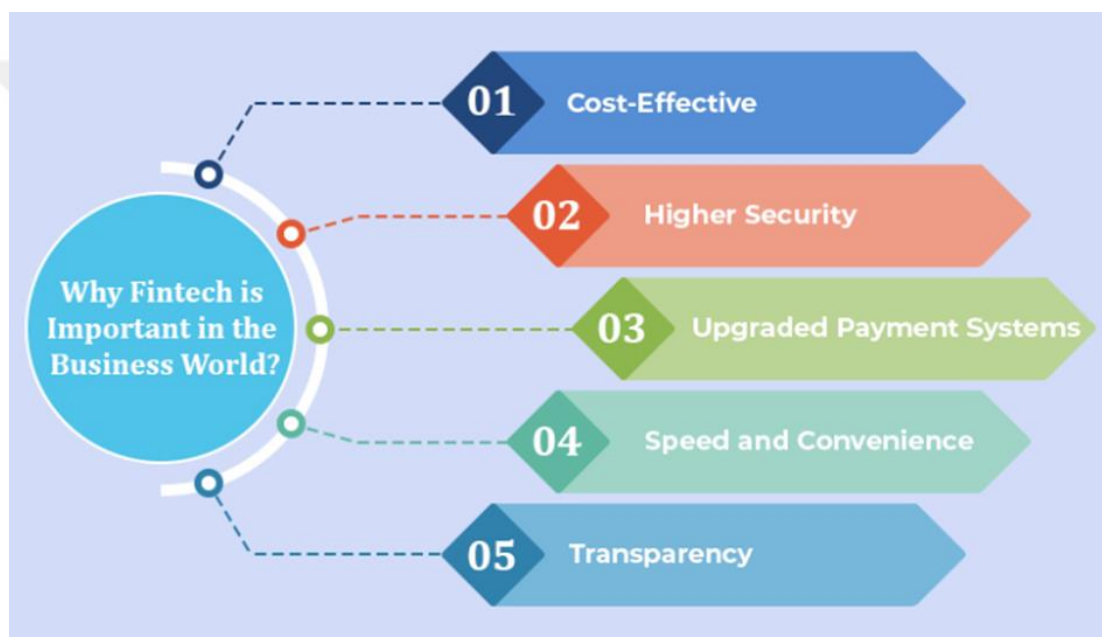 Why Fintech is
Important in the
Business World?
01 Cost-Effective
02 Higher Security
03 Upgraded Payment Systems
04 Speed and Convenience
05 Transparency